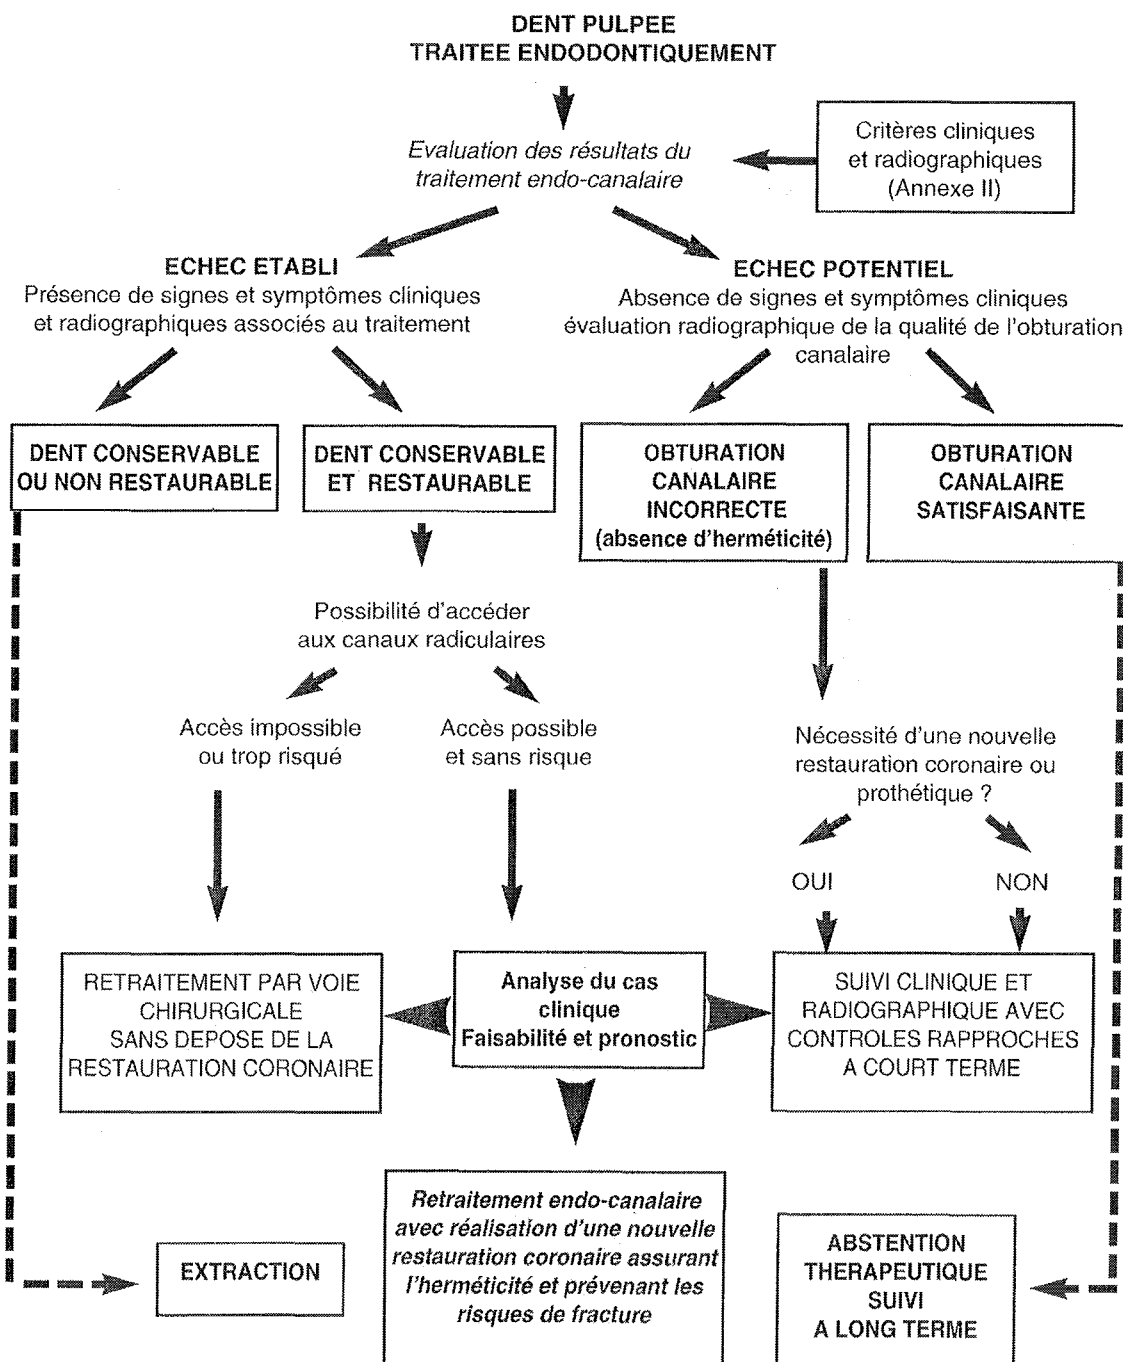 DENT PULPEE
TRAITEE ENDODONTIQUEMENT
Evaluation des résultats du
traitement endo-canalaire
Critères cliniques
et radiographiques
(Annexe II)
ECHEC ETABLI
Présence de signes et symptômes cliniques
et radiographiques associés au traitement
ECHEC POTENTIEL
Absence de signes et symptômes cliniques
évaluation radiographique de la qualité de l'obturation
canalaire
DENT CONSERVABLE
OU NON RESTAURABLE
DENT CONSERVABLE
ET RESTAURABLE
OBTURATION
CANALAIRE
INCORRECTE
(absence d'herméticité)
OBTURATION
CANALAIRE
SATISFAISANTE
Possibilité d'accéder
aux canaux radiculaires
Accès impossible
ou trop risqué
Accès possible
et sans risque
Nécessité d'une nouvelle
restauration coronaire ou
prothétique ?
OUI
NON
RETRAITEMENT PAR VOIE
CHIRURGICALE
SANS DEPOSE DE LA
RESTAURATION CORONAIRE
Analyse du cas
clinique
Faisabilité et pronostic
SUIVI CLINIQUE ET
RADIOGRAPHIQUE AVEC
CONTROLES RAPPROCHES
A COURT TERME
EXTRACTION
Retraitement endo-canalaire
avec réalisation d'une nouvelle
restauration coronaire assurant
l'herméticité et prévenant les
risques de fracture
ABSTENTION
THERAPEUTIQUE
SUIVI
A LONG TERME